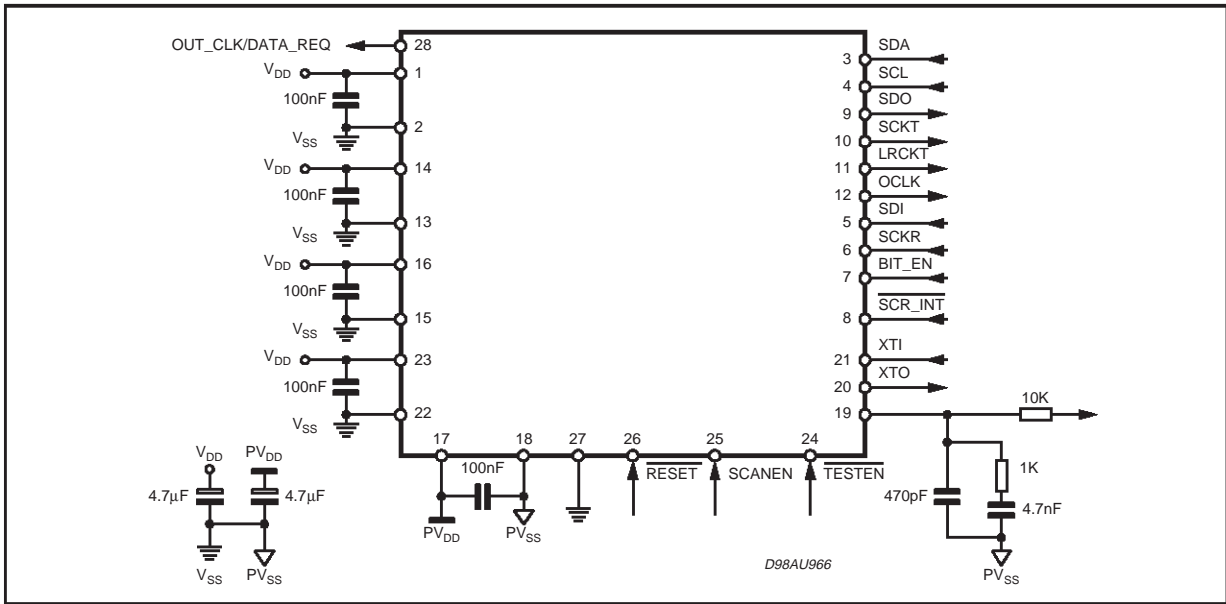 OUT_CLK/DATA_REQ
28
VDD
1
100nF
2
VSS
VDD
14
100nF
13
VSS
VDD
16
100nF
15
VSS
VDD
23
100nF
22
VSS
3 SDA
4 SCL
9 SDO
10 SCKT
11 LRCKT
12 OCLK
5 SDI
6 SCKR
7 BIT_EN
8 SCR_INT
21 XTI
20 XTO
19
10K
1K
470pF
4.7nF
PVSS
17
18
27
26
25
24
100nF
RESET
SCANEN
TESTEN
PVDD
PVSS
VDD
PVDD
4.7µF
4.7µF
VSS
PVSS
D98AU966